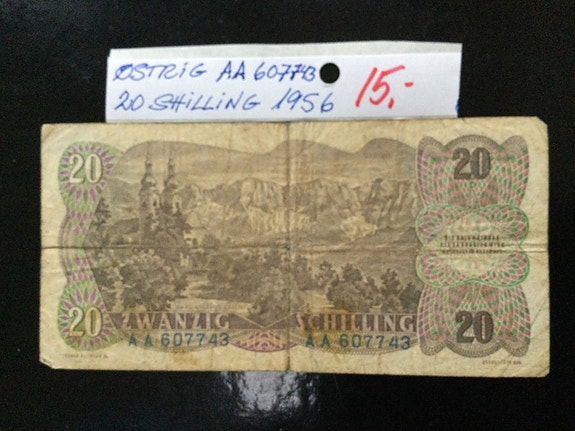 ØSTRIG AA 607743
20 SHILLING 1956 15,-
20 20
20 ZWANZIG SCHILLING 20
AA 607743 AA 607743